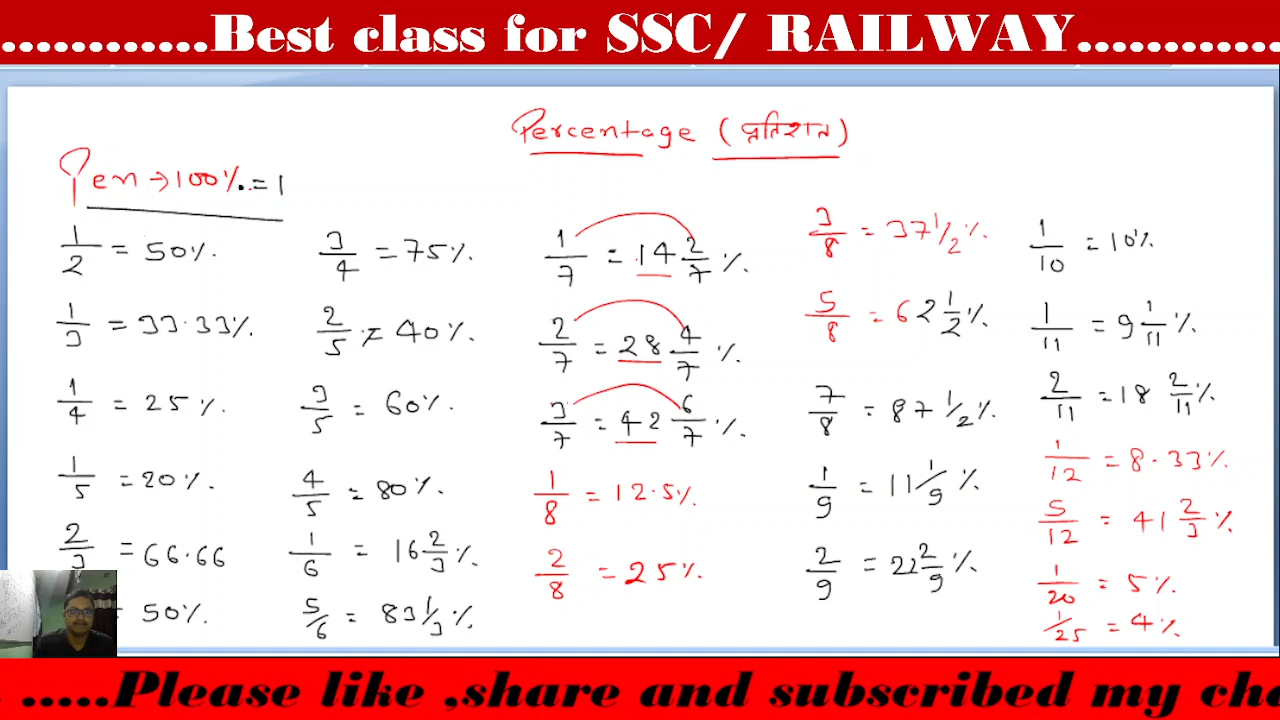 ............Best class for SSC/ RAILWAY............
Percentage (প্রতিশত)
Pen → 100% = 1
1/2 = 50%.
1/3 = 33.33%.
1/4 = 25%.
1/5 = 20%.
2/3 = 66.66
= 50%.
3/4 = 75%.
2/5 = 40%.
3/5 = 60%.
4/5 = 80%.
1/6 = 16 2/3 %.
5/6 = 83 1/3 %
1/7 = 14 2/7 %.
2/7 = 28 4/7 %.
3/7 = 42 6/7 %.
1/8 = 12.5%.
2/8 = 25%.
3/8 = 37 1/2 %.
5/8 = 62 1/2 %.
7/8 = 87 1/2 %.
1/9 = 11 1/9 %
2/9 = 22 2/9 %.
1/10 = 10%.
1/11 = 9 1/11 %.
2/11 = 18 2/11 %.
1/12 = 8.33%.
5/12 = 41 2/3 %.
1/20 = 5%.
1/25 = 4%.
.....Please like ,share and subscribed my cha